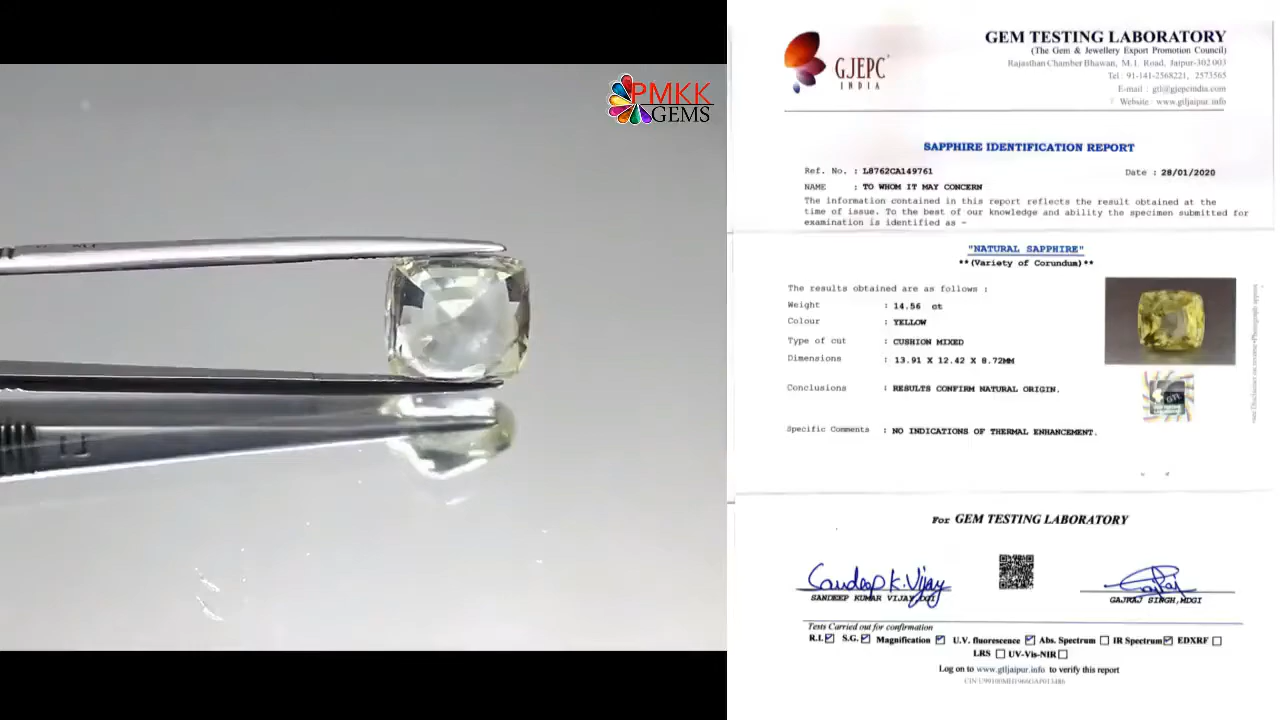 PMKK
GEMS
GJEPC
INDIA
GEM TESTING LABORATORY
(The Gem & Jewellery Export Promotion Council)
Rajasthan Chamber Bhawan, M. I. Road, Jaipur-302 003
Tel : 91-141-2568221, 2573565
E-mail : gtl@gjepcindia.com
Website : www.gtljaipur.info
SAPPHIRE IDENTIFICATION REPORT
Ref. No. : L8762CA149761
Date : 28/01/2020
NAME : TO WHOM IT MAY CONCERN
The information contained in this report reflects the result obtained at the
time of issue. To the best of our knowledge and ability the specimen submitted for
examination is identified as -
"NATURAL SAPPHIRE"
**(Variety of Corundum)**
The results obtained are as follows :
Weight : 14.56 ct
Colour : YELLOW
Type of cut : CUSHION MIXED
Dimensions : 13.91 X 12.42 X 8.72MM
Conclusions : RESULTS CONFIRM NATURAL ORIGIN.
GTL
Specific Comments : NO INDICATIONS OF THERMAL ENHANCEMENT.
For GEM TESTING LABORATORY
Sandeep K. Vijay
SANDEEP KUMAR VIJAY, DGI
GAJRAJ SINGH, MDGI
Tests Carried out for confirmation
R.I. S.G. Magnification U.V. fluorescence Abs. Spectrum IR Spectrum EDXRF
LRS UV-Vis-NIR
Log on to www.gtljaipur.info to verify this report